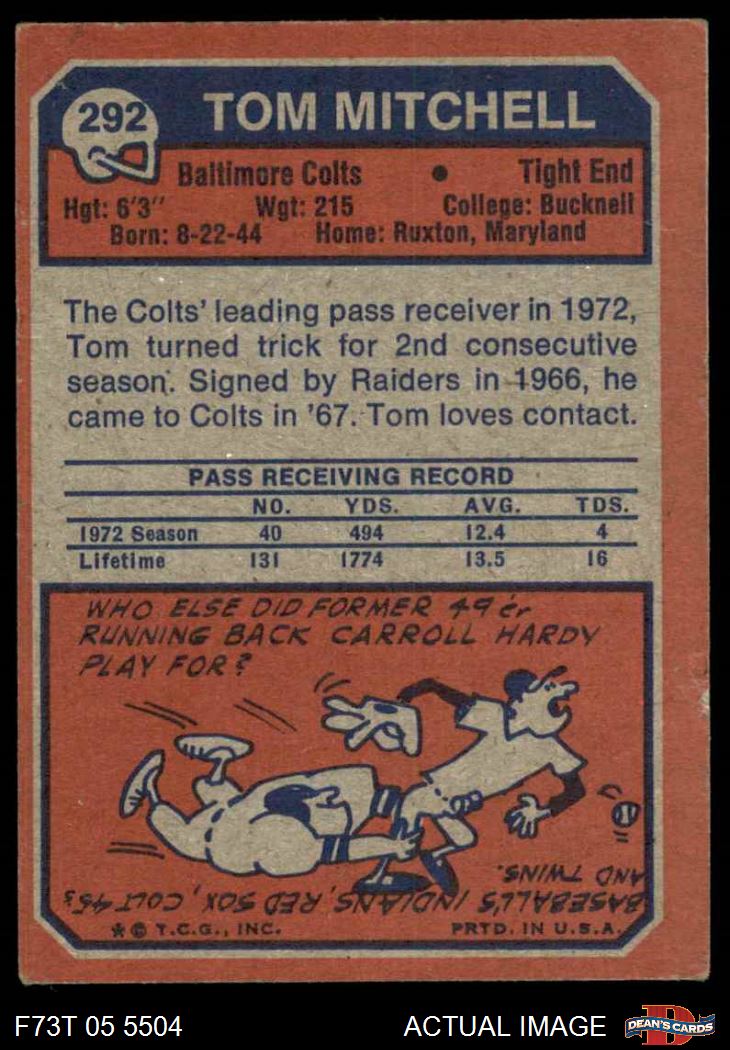 292
TOM MITCHELL
Baltimore Colts • Tight End
Hgt: 6'3" Wgt: 215 College: Bucknell
Born: 8-22-44 Home: Ruxton, Maryland
The Colts' leading pass receiver in 1972,
Tom turned trick for 2nd consecutive
season. Signed by Raiders in 1966, he
came to Colts in '67. Tom loves contact.
PASS RECEIVING RECORD
NO. YDS. AVG. TDS.
1972 Season 40 494 12.4 4
Lifetime 131 1774 13.5 16
WHO ELSE DID FORMER 49'er
RUNNING BACK CARROLL HARDY
PLAY FOR?
BASEBALL'S INDIANS, RED SOX, COLT 45s
AND TWINS.
* © T.C.G., INC. PRTD. IN U.S.A.
F73T 05 5504 ACTUAL IMAGE
D
DEAN'S CARDS